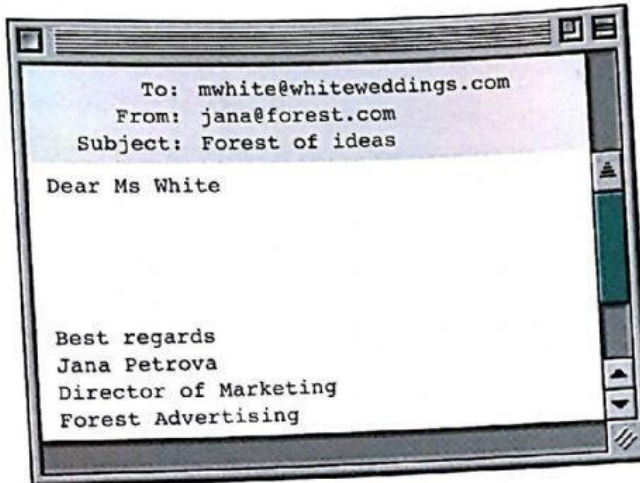 To: mwhite@whiteweddings.com
From: jana@forest.com
Subject: Forest of ideas
Dear Ms White
Best regards
Jana Petrova
Director of Marketing
Forest Advertising